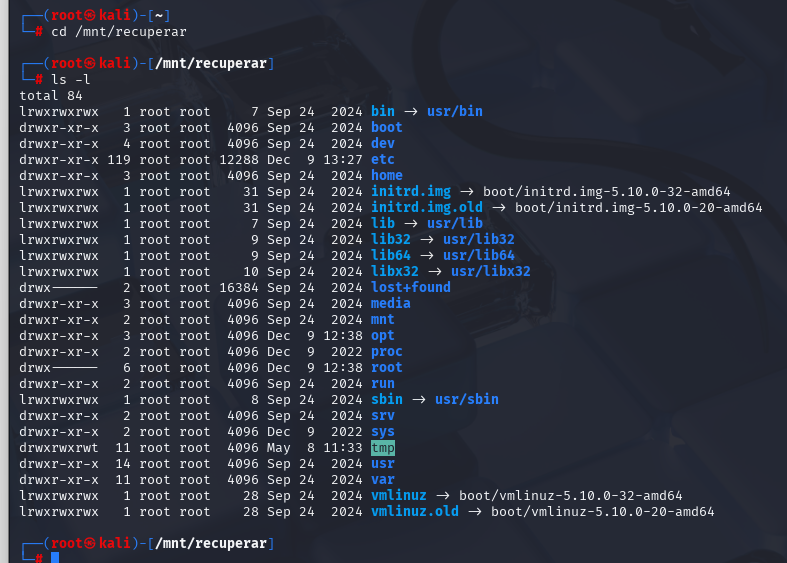 ┌──(root㉿kali)-[~]
└─# cd /mnt/recuperar
┌──(root㉿kali)-[/mnt/recuperar]
└─# ls -l
total 84
lrwxrwxrwx   1 root root     7 Sep 24  2024 bin -> usr/bin
drwxr-xr-x   3 root root  4096 Sep 24  2024 boot
drwxr-xr-x   4 root root  4096 Sep 24  2024 dev
drwxr-xr-x 119 root root 12288 Dec  9 13:27 etc
drwxr-xr-x   3 root root  4096 Sep 24  2024 home
lrwxrwxrwx   1 root root    31 Sep 24  2024 initrd.img -> boot/initrd.img-5.10.0-32-amd64
lrwxrwxrwx   1 root root    31 Sep 24  2024 initrd.img.old -> boot/initrd.img-5.10.0-20-amd64
lrwxrwxrwx   1 root root     7 Sep 24  2024 lib -> usr/lib
lrwxrwxrwx   1 root root     9 Sep 24  2024 lib32 -> usr/lib32
lrwxrwxrwx   1 root root     9 Sep 24  2024 lib64 -> usr/lib64
lrwxrwxrwx   1 root root    10 Sep 24  2024 libx32 -> usr/libx32
drwx------   2 root root 16384 Sep 24  2024 lost+found
drwxr-xr-x   3 root root  4096 Sep 24  2024 media
drwxr-xr-x   2 root root  4096 Sep 24  2024 mnt
drwxr-xr-x   3 root root  4096 Dec  9 12:38 opt
drwxr-xr-x   2 root root  4096 Dec  9  2022 proc
drwx------   6 root root  4096 Dec  9 12:38 root
drwxr-xr-x   2 root root  4096 Sep 24  2024 run
lrwxrwxrwx   1 root root     8 Sep 24  2024 sbin -> usr/sbin
drwxr-xr-x   2 root root  4096 Sep 24  2024 srv
drwxr-xr-x   2 root root  4096 Dec  9  2022 sys
drwxrwxrwt  11 root root  4096 May  8 11:33 tmp
drwxr-xr-x  14 root root  4096 Sep 24  2024 usr
drwxr-xr-x  11 root root  4096 Sep 24  2024 var
lrwxrwxrwx   1 root root    28 Sep 24  2024 vmlinuz -> boot/vmlinuz-5.10.0-32-amd64
lrwxrwxrwx   1 root root    28 Sep 24  2024 vmlinuz.old -> boot/vmlinuz-5.10.0-20-amd64
┌──(root㉿kali)-[/mnt/recuperar]
└─#